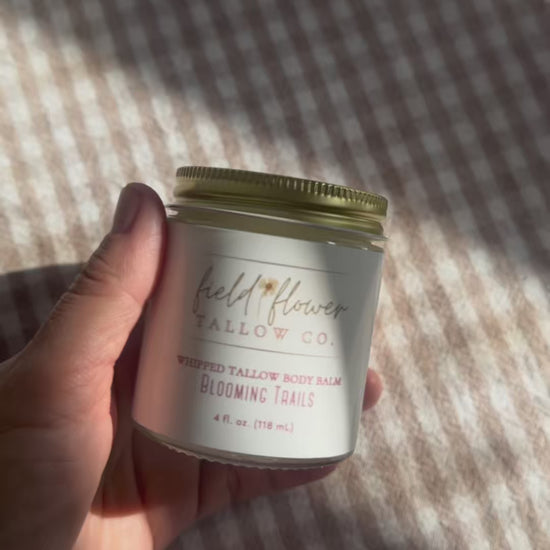 field flower
TALLOW CO.
WHIPPED TALLOW BODY BALM
BLOOMING TRAILS
4 fl. oz. (118 mL)